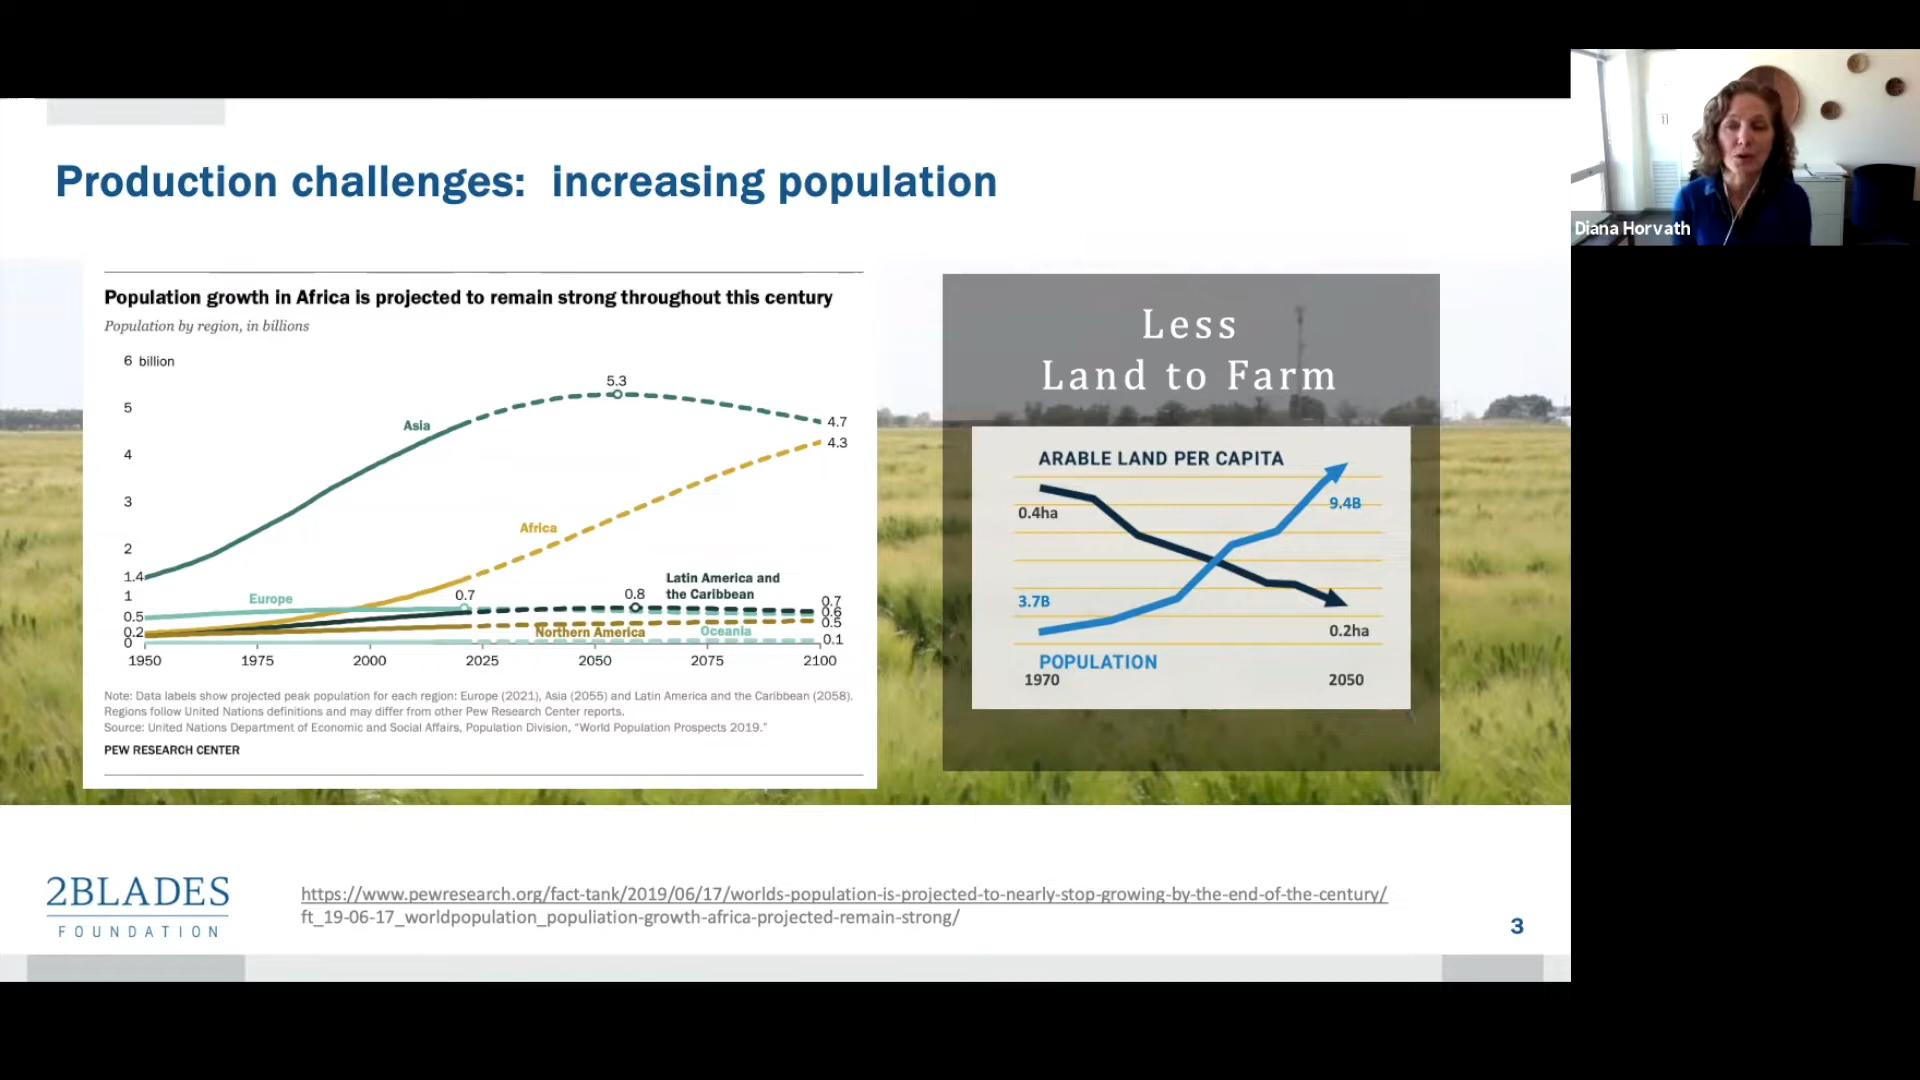 Production challenges:  increasing population
Population growth in Africa is projected to remain strong throughout this century
Population by region, in billions
6 billion
5
4
3
2
1.4
1
0.5
0.2
0
Asia
5.3
4.7
4.3
Africa
Europe
0.7
0.8
Latin America and
the Caribbean
Northern America
Oceania
0.7
0.6
0.5
0.1
1950
1975
2000
2025
2050
2075
2100
Note: Data labels show projected peak population for each region: Europe (2021), Asia (2055) and Latin America and the Caribbean (2058).
Regions follow United Nations definitions and may differ from other Pew Research Center reports.
Source: United Nations Department of Economic and Social Affairs, Population Division, "World Population Prospects 2019."
PEW RESEARCH CENTER
Less
Land to Farm
ARABLE LAND PER CAPITA
0.4ha
9.4B
3.7B
0.2ha
POPULATION
1970
2050
2BLADES
FOUNDATION
https://www.pewresearch.org/fact-tank/2019/06/17/worlds-population-is-projected-to-nearly-stop-growing-by-the-end-of-the-century/
ft_19-06-17_worldpopulation_populiation-growth-africa-projected-remain-strong/
3
Diana Horvath